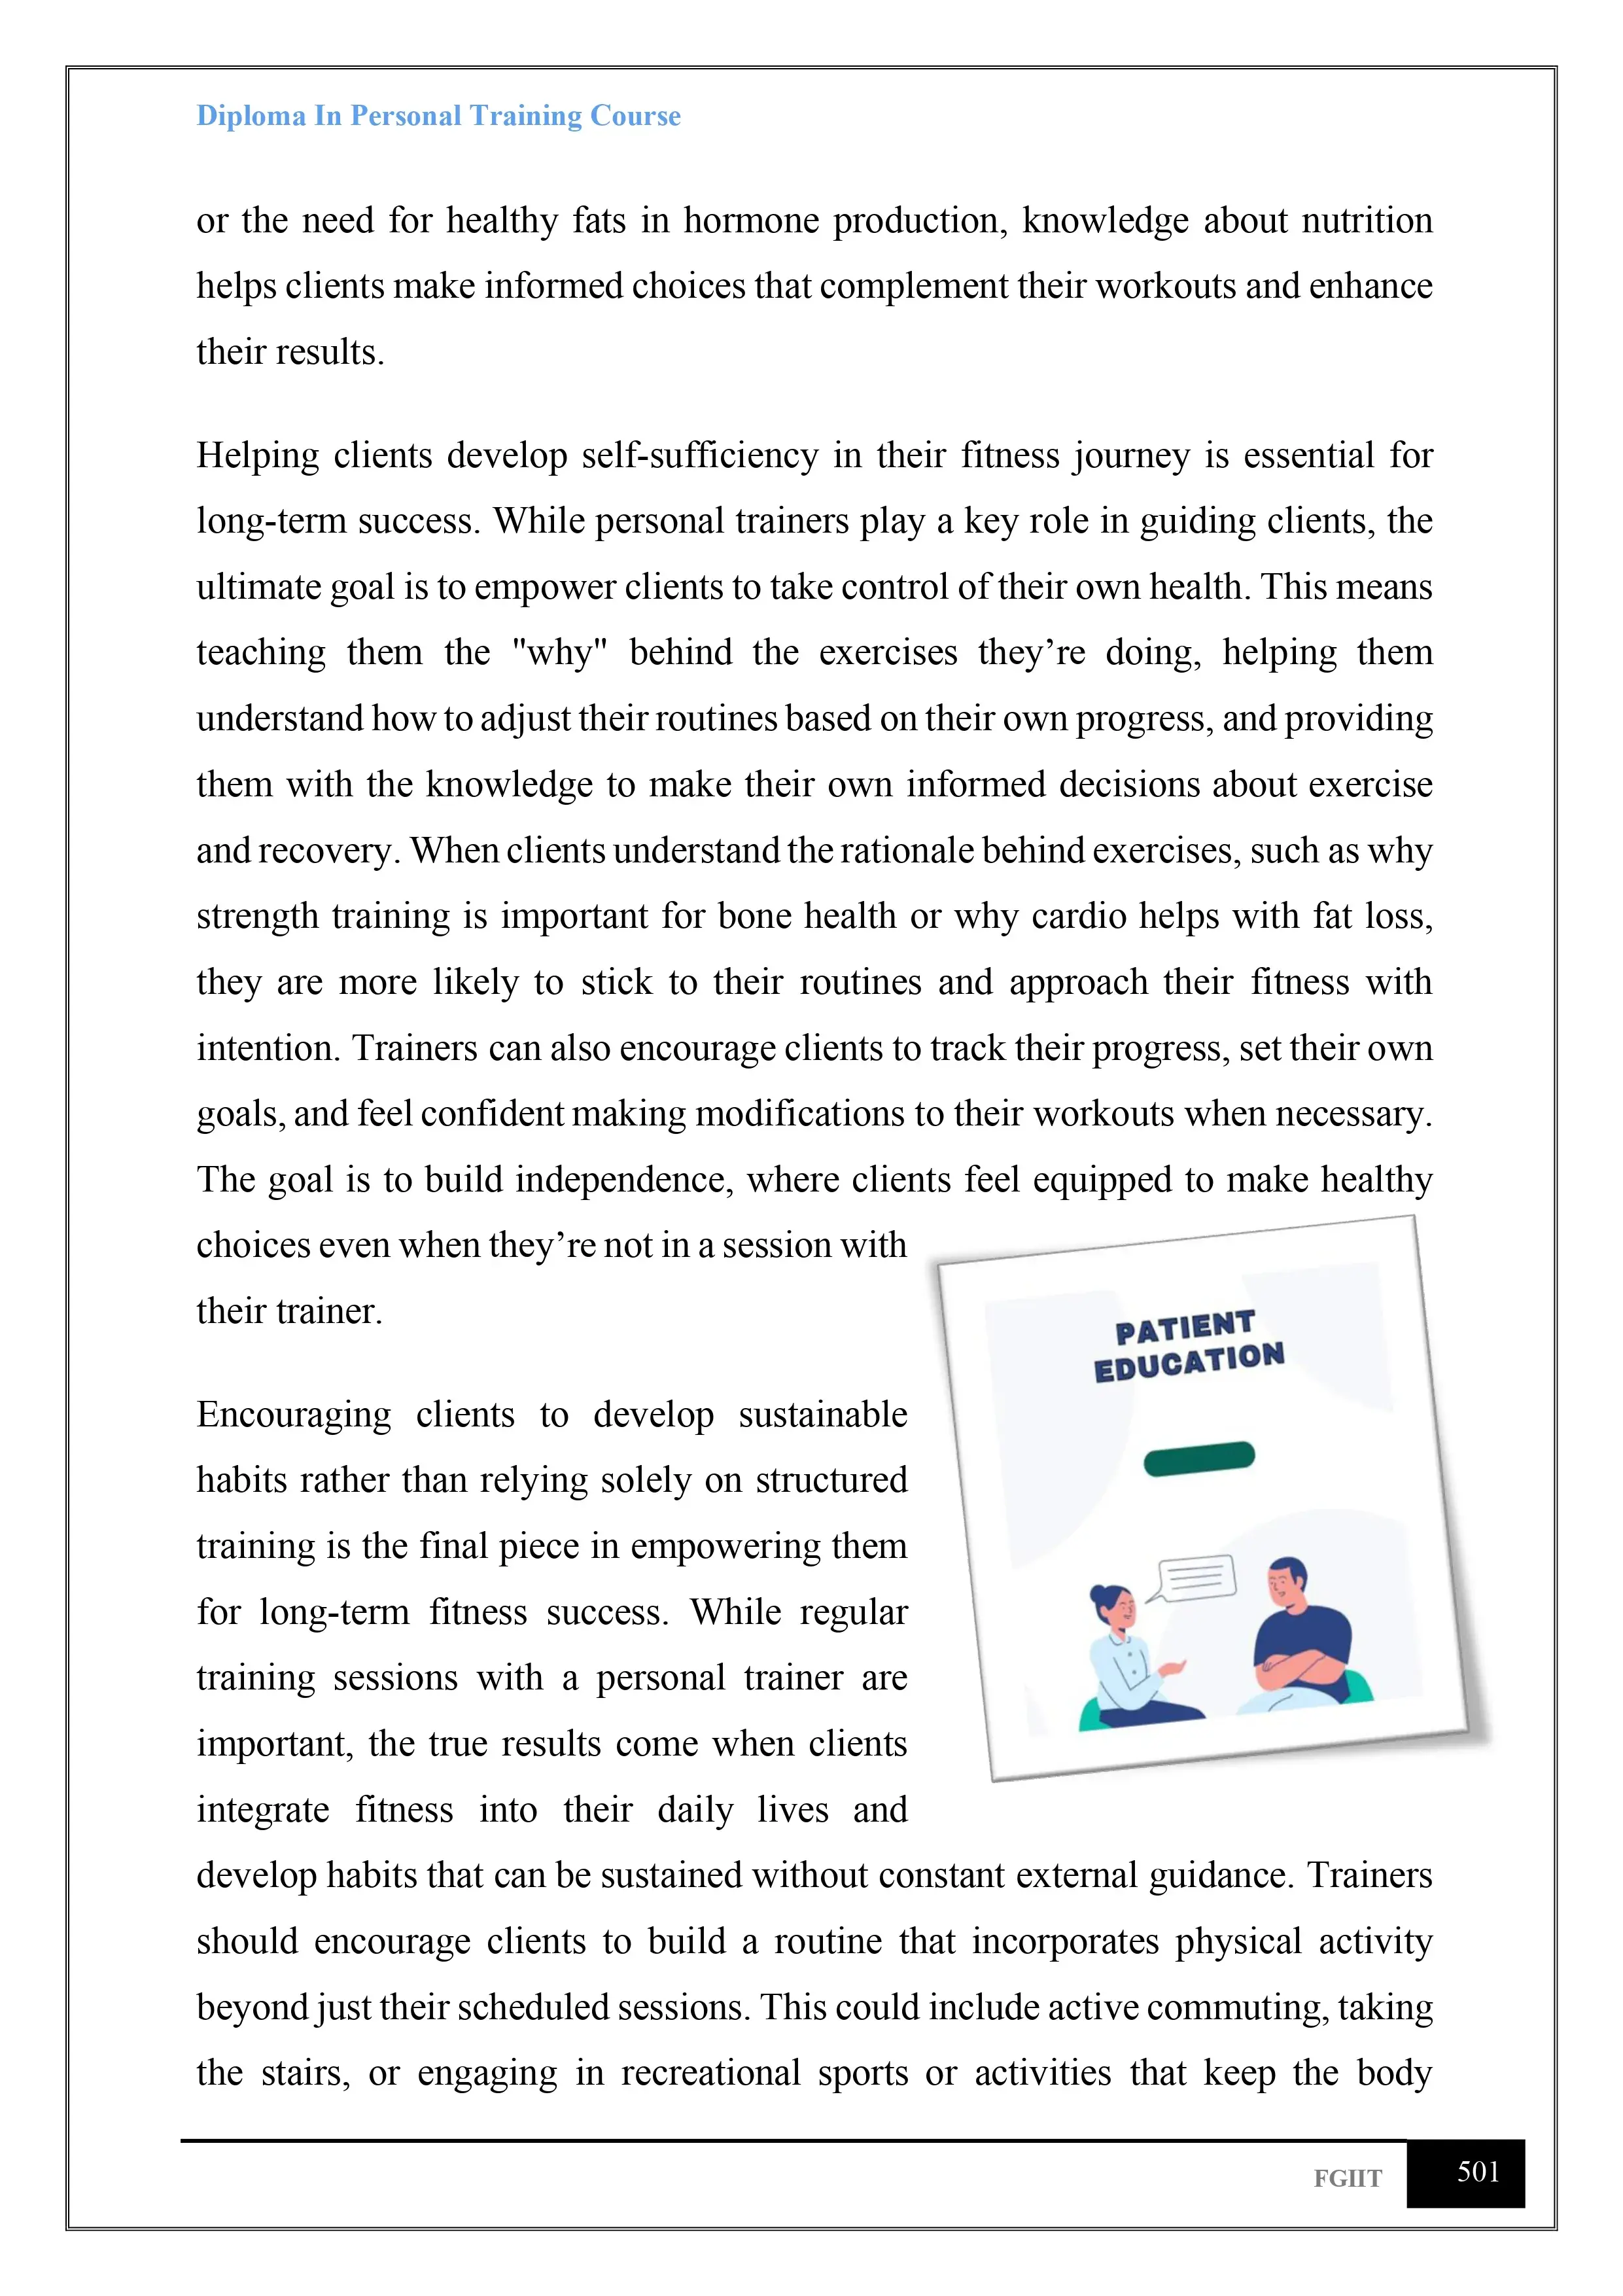 Diploma In Personal Training Course
or the need for healthy fats in hormone production, knowledge about nutrition
helps clients make informed choices that complement their workouts and enhance
their results.
Helping clients develop self-sufficiency in their fitness journey is essential for
long-term success. While personal trainers play a key role in guiding clients, the
ultimate goal is to empower clients to take control of their own health. This means
teaching them the "why" behind the exercises they’re doing, helping them
understand how to adjust their routines based on their own progress, and providing
them with the knowledge to make their own informed decisions about exercise
and recovery. When clients understand the rationale behind exercises, such as why
strength training is important for bone health or why cardio helps with fat loss,
they are more likely to stick to their routines and approach their fitness with
intention. Trainers can also encourage clients to track their progress, set their own
goals, and feel confident making modifications to their workouts when necessary.
The goal is to build independence, where clients feel equipped to make healthy
choices even when they’re not in a session with
their trainer.
PATIENT
EDUCATION
Encouraging clients to develop sustainable
habits rather than relying solely on structured
training is the final piece in empowering them
for long-term fitness success. While regular
training sessions with a personal trainer are
important, the true results come when clients
integrate fitness into their daily lives and
develop habits that can be sustained without constant external guidance. Trainers
should encourage clients to build a routine that incorporates physical activity
beyond just their scheduled sessions. This could include active commuting, taking
the stairs, or engaging in recreational sports or activities that keep the body
FGIIT
501